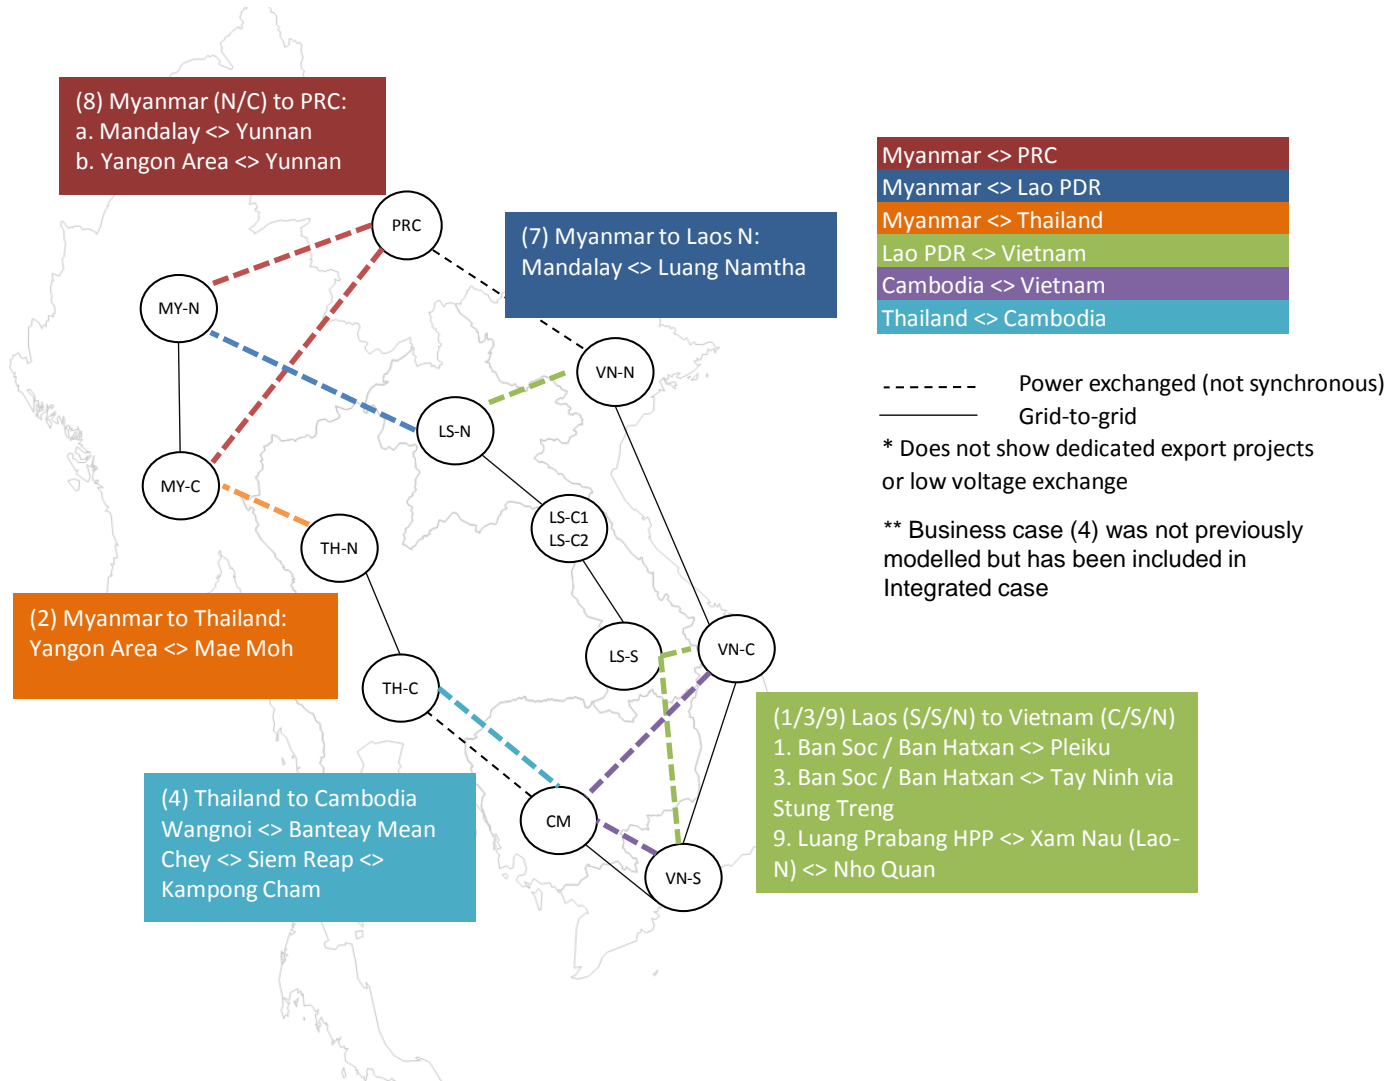 (8) Myanmar (N/C) to PRC:
a. Mandalay <> Yunnan
b. Yangon Area <> Yunnan
Myanmar <> PRC
Myanmar <> Lao PDR
Myanmar <> Thailand
Lao PDR <> Vietnam
Cambodia <> Vietnam
Thailand <> Cambodia
PRC
(7) Myanmar to Laos N:
Mandalay <> Luang Namtha
MY-N
VN-N
Power exchanged (not synchronous)
Grid-to-grid
* Does not show dedicated export projects
or low voltage exchange
** Business case (4) was not previously
modelled but has been included in
Integrated case
LS-N
MY-C
LS-C1
LS-C2
TH-N
(2) Myanmar to Thailand:
Yangon Area <> Mae Moh
LS-S
VN-C
TH-C
(1/3/9) Laos (S/S/N) to Vietnam (C/S/N)
1. Ban Soc / Ban Hatxan <> Pleiku
3. Ban Soc / Ban Hatxan <> Tay Ninh via
Stung Treng
9. Luang Prabang HPP <> Xam Nau (Lao-
N) <> Nho Quan
(4) Thailand to Cambodia
Wangnoi <> Banteay Mean
Chey <> Siem Reap <>
Kampong Cham
CM
VN-S